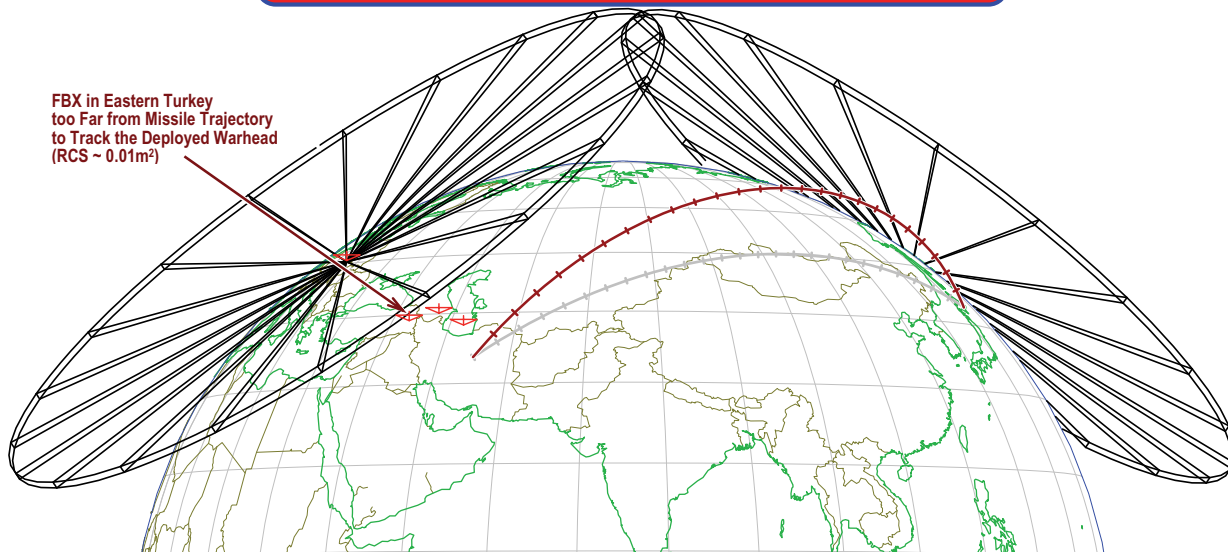 FBX in Eastern Turkey
too Far from Missile Trajectory
to Track the Deployed Warhead
(RCS ~ 0.01m²)